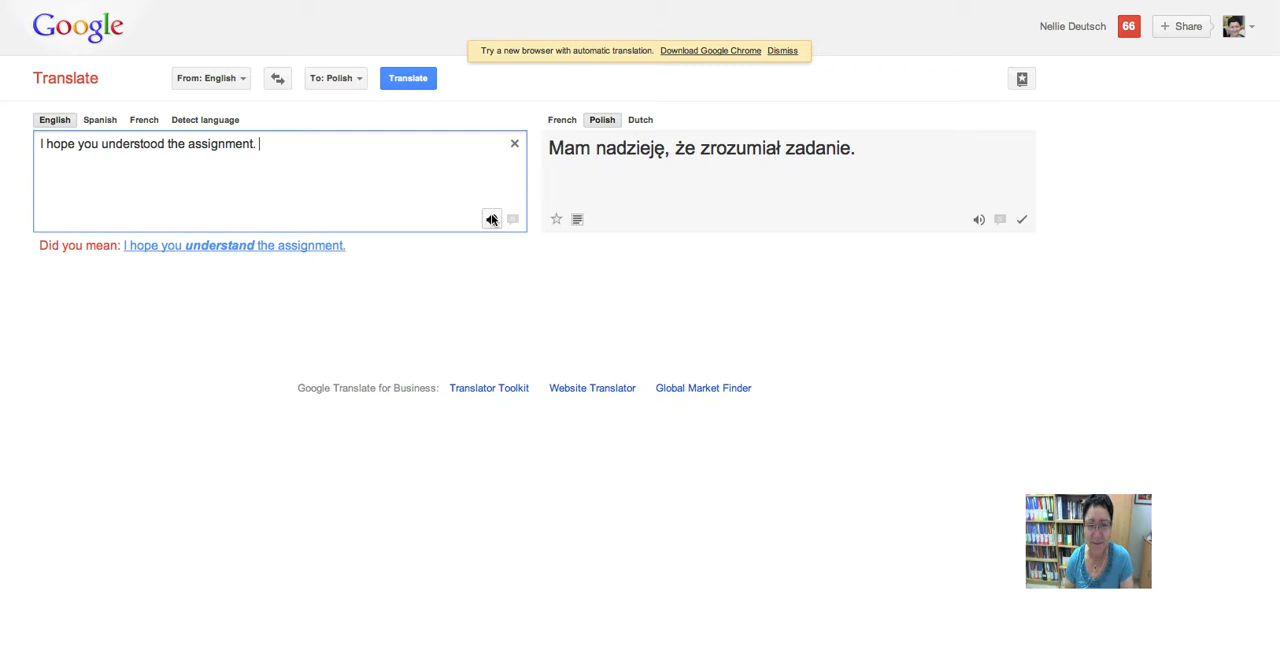 Google
Nellie Deutsch 66 + Share
Try a new browser with automatic translation. Download Google Chrome Dismiss
Translate From: English To: Polish Translate
English Spanish French Detect language
French Polish Dutch
I hope you understood the assignment.
Mam nadzieję, że zrozumiał zadanie.
Did you mean: I hope you understand the assignment.
Google Translate for Business: Translator Toolkit Website Translator Global Market Finder